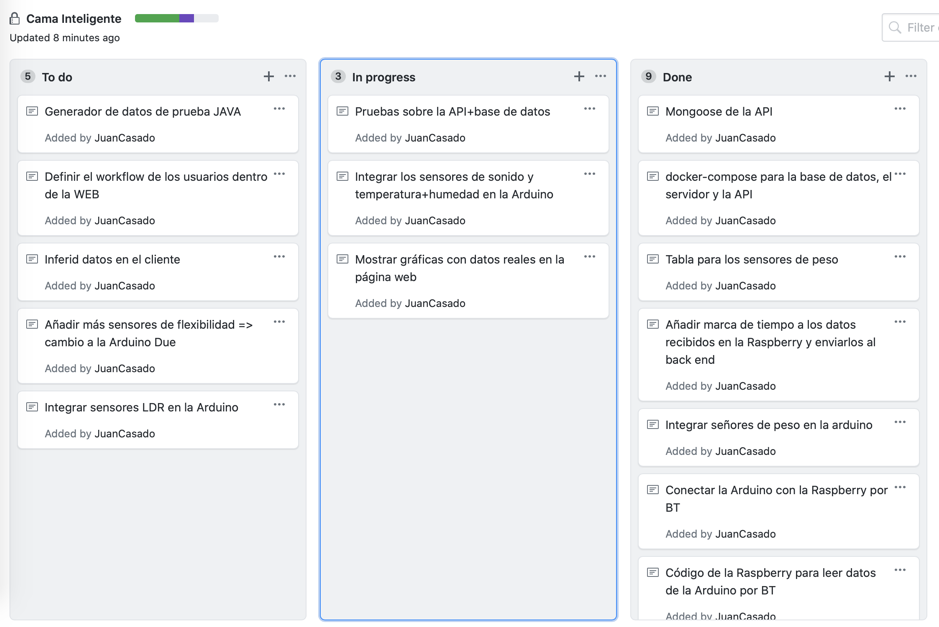 Cama Inteligente
Updated 8 minutes ago
Filter
5 To do
Generador de datos de prueba JAVA
Added by JuanCasado
Definir el workflow de los usuarios dentro
de la WEB
Added by JuanCasado
Inferid datos en el cliente
Added by JuanCasado
Añadir más sensores de flexibilidad =>
cambio a la Arduino Due
Added by JuanCasado
Integrar sensores LDR en la Arduino
Added by JuanCasado
3 In progress
Pruebas sobre la API+base de datos
Added by JuanCasado
Integrar los sensores de sonido y
temperatura+humedad en la Arduino
Added by JuanCasado
Mostrar gráficas con datos reales en la
página web
Added by JuanCasado
9 Done
Mongoose de la API
Added by JuanCasado
docker-compose para la base de datos, el
servidor y la API
Added by JuanCasado
Tabla para los sensores de peso
Added by JuanCasado
Añadir marca de tiempo a los datos
recibidos en la Raspberry y enviarlos al
back end
Added by JuanCasado
Integrar señores de peso en la arduino
Added by JuanCasado
Conectar la Arduino con la Raspberry por
BT
Added by JuanCasado
Código de la Raspberry para leer datos
de la Arduino por BT
Added by JuanCasado